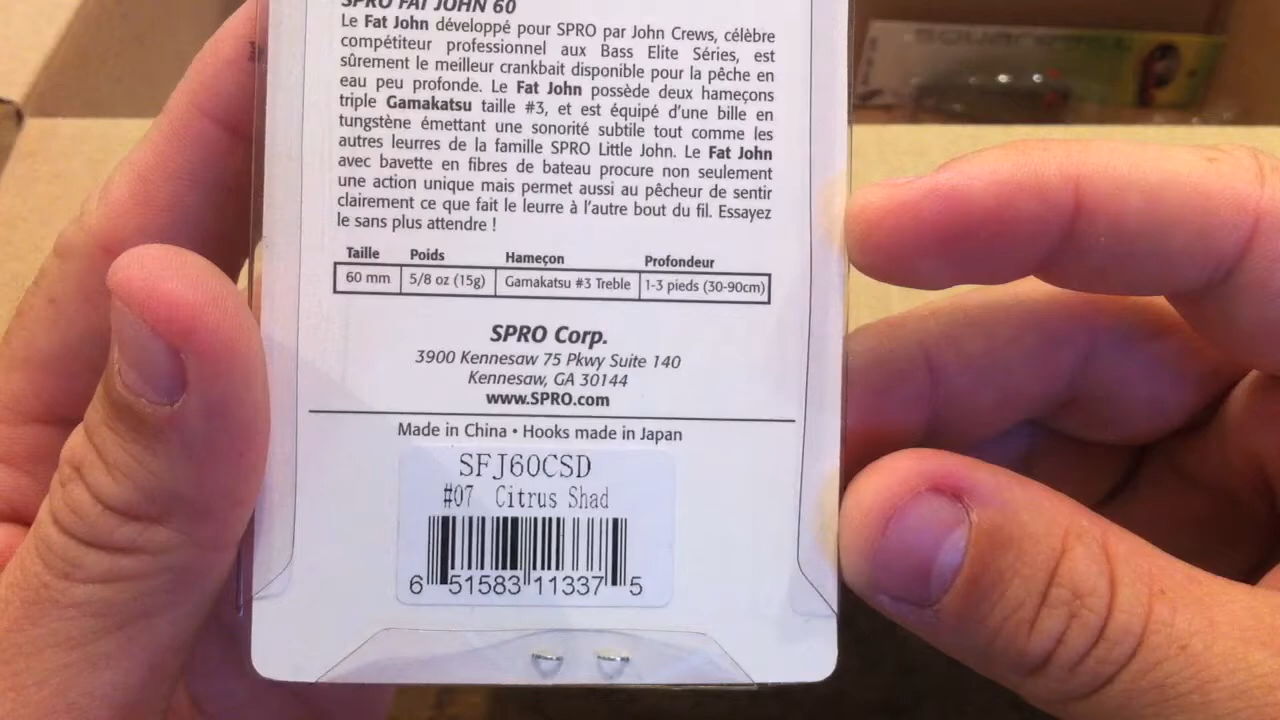 SPRO FAT JOHN 60
Le Fat John développé pour SPRO par John Crews, célèbre
compétiteur professionnel aux Bass Elite Séries, est
sûrement le meilleur crankbait disponible pour la pêche en
eau peu profonde. Le Fat John possède deux hameçons
triple Gamakatsu taille #3, et est équipé d'une bille en
tungstène émettant une sonorité subtile tout comme les
autres leurres de la famille SPRO Little John. Le Fat John
avec bavette en fibres de bateau procure non seulement
une action unique mais permet aussi au pêcheur de sentir
clairement ce que fait le leurre à l'autre bout du fil. Essayez
le sans plus attendre !
Taille Poids Hameçon Profondeur
60 mm 5/8 oz (15g) Gamakatsu #3 Treble 1-3 pieds (30-90cm)
SPRO Corp.
3900 Kennesaw 75 Pkwy Suite 140
Kennesaw, GA 30144
www.SPRO.com
Made in China • Hooks made in Japan
SFJ60CSD
#07 Citrus Shad
6 51583 11337 5